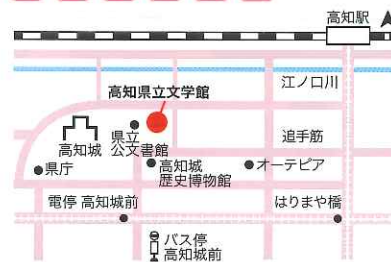 高知駅
江ノ口川
高知県立文学館
追手筋
県立
公文書館
高知城
高知城
歴史博物館
オーテピア
県庁
電停 高知城前
はりまや橋
バス停
高知城前